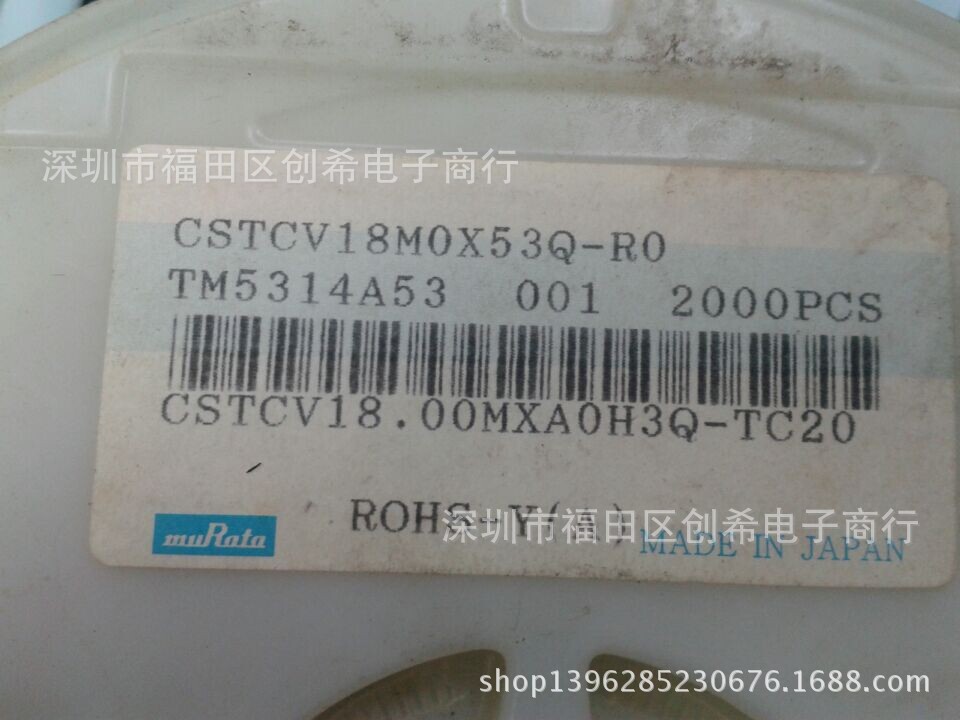 深圳市福田区创希电子商行
CSTCV18M0X53Q-R0
TM5314A53 001 2000PCS
CSTCV18.00MXA0H3Q-TC20
ROHS-Y(A)
深圳市福田区创希电子商行
muRata
MADE IN JAPAN
shop1396285230676.1688.com